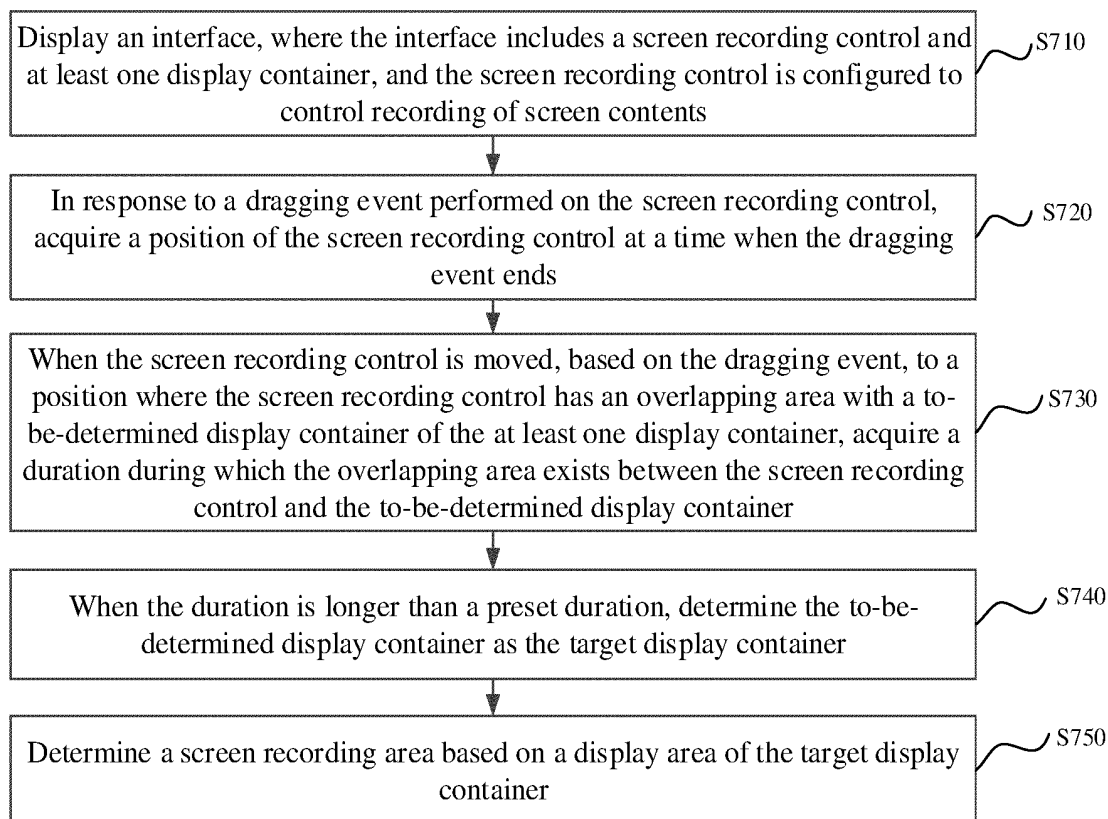 Display an interface, where the interface includes a screen recording control and
at least one display container, and the screen recording control is configured to
control recording of screen contents
S710
In response to a dragging event performed on the screen recording control,
acquire a position of the screen recording control at a time when the dragging
event ends
S720
When the screen recording control is moved, based on the dragging event, to a
position where the screen recording control has an overlapping area with a to-
be-determined display container of the at least one display container, acquire a
duration during which the overlapping area exists between the screen recording
control and the to-be-determined display container
S730
When the duration is longer than a preset duration, determine the to-be-
determined display container as the target display container
S740
Determine a screen recording area based on a display area of the target display
container
S750